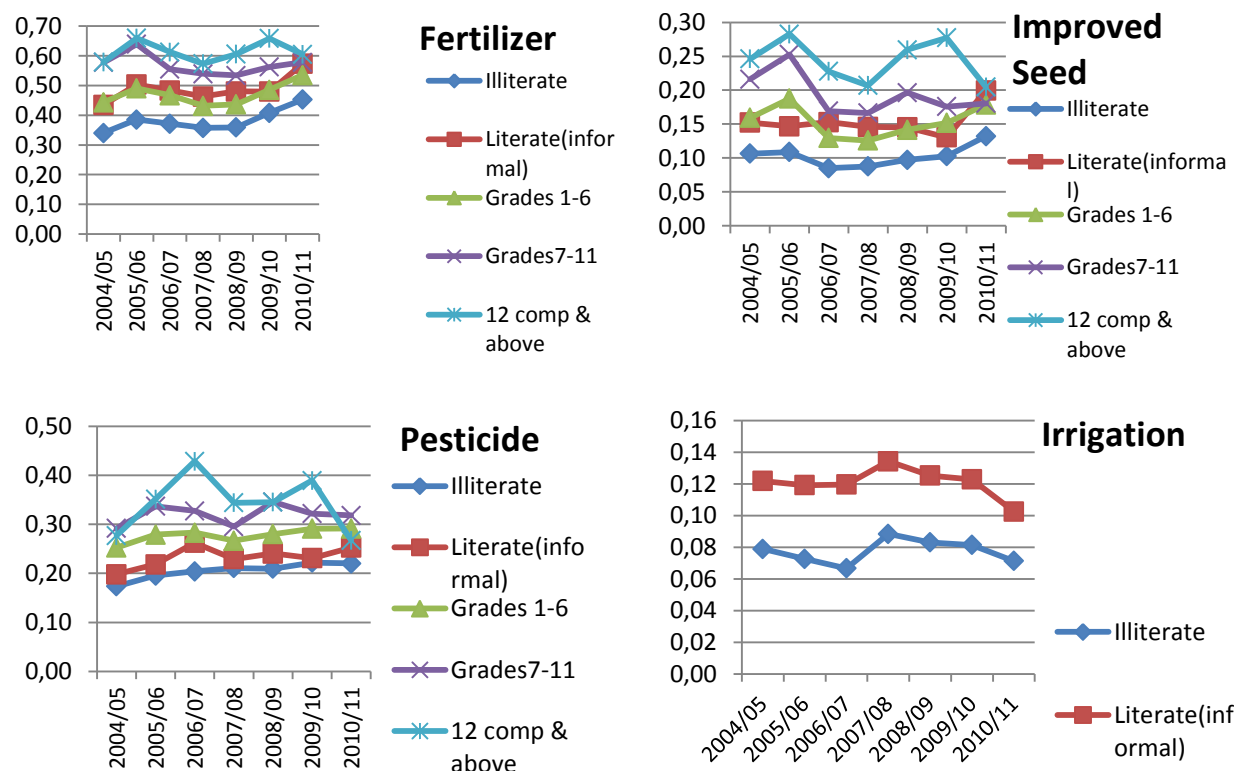 Fertilizer
0,70
0,60
0,50
0,40
0,30
0,20
0,10
0,00
2004/05
2005/06
2006/07
2007/08
2008/09
2009/10
2010/11
Illiterate
Literate(infor
mal)
Grades 1-6
Grades7-11
12 comp &
above
Improved
Seed
0,30
0,25
0,20
0,15
0,10
0,05
0,00
2004/05
2005/06
2006/07
2007/08
2008/09
2009/10
2010/11
Illiterate
Literate(informa
l)
Grades 1-6
Grades7-11
12 comp &
above
Pesticide
0,50
0,40
0,30
0,20
0,10
0,00
2004/05
2005/06
2006/07
2007/08
2008/09
2009/10
2010/11
Illiterate
Literate(info
rmal)
Grades 1-6
Grades7-11
12 comp &
above
Irrigation
0,16
0,14
0,12
0,10
0,08
0,06
0,04
0,02
0,00
2004/05
2005/06
2006/07
2007/08
2008/09
2009/10
2010/11
Illiterate
Literate(inf
ormal)